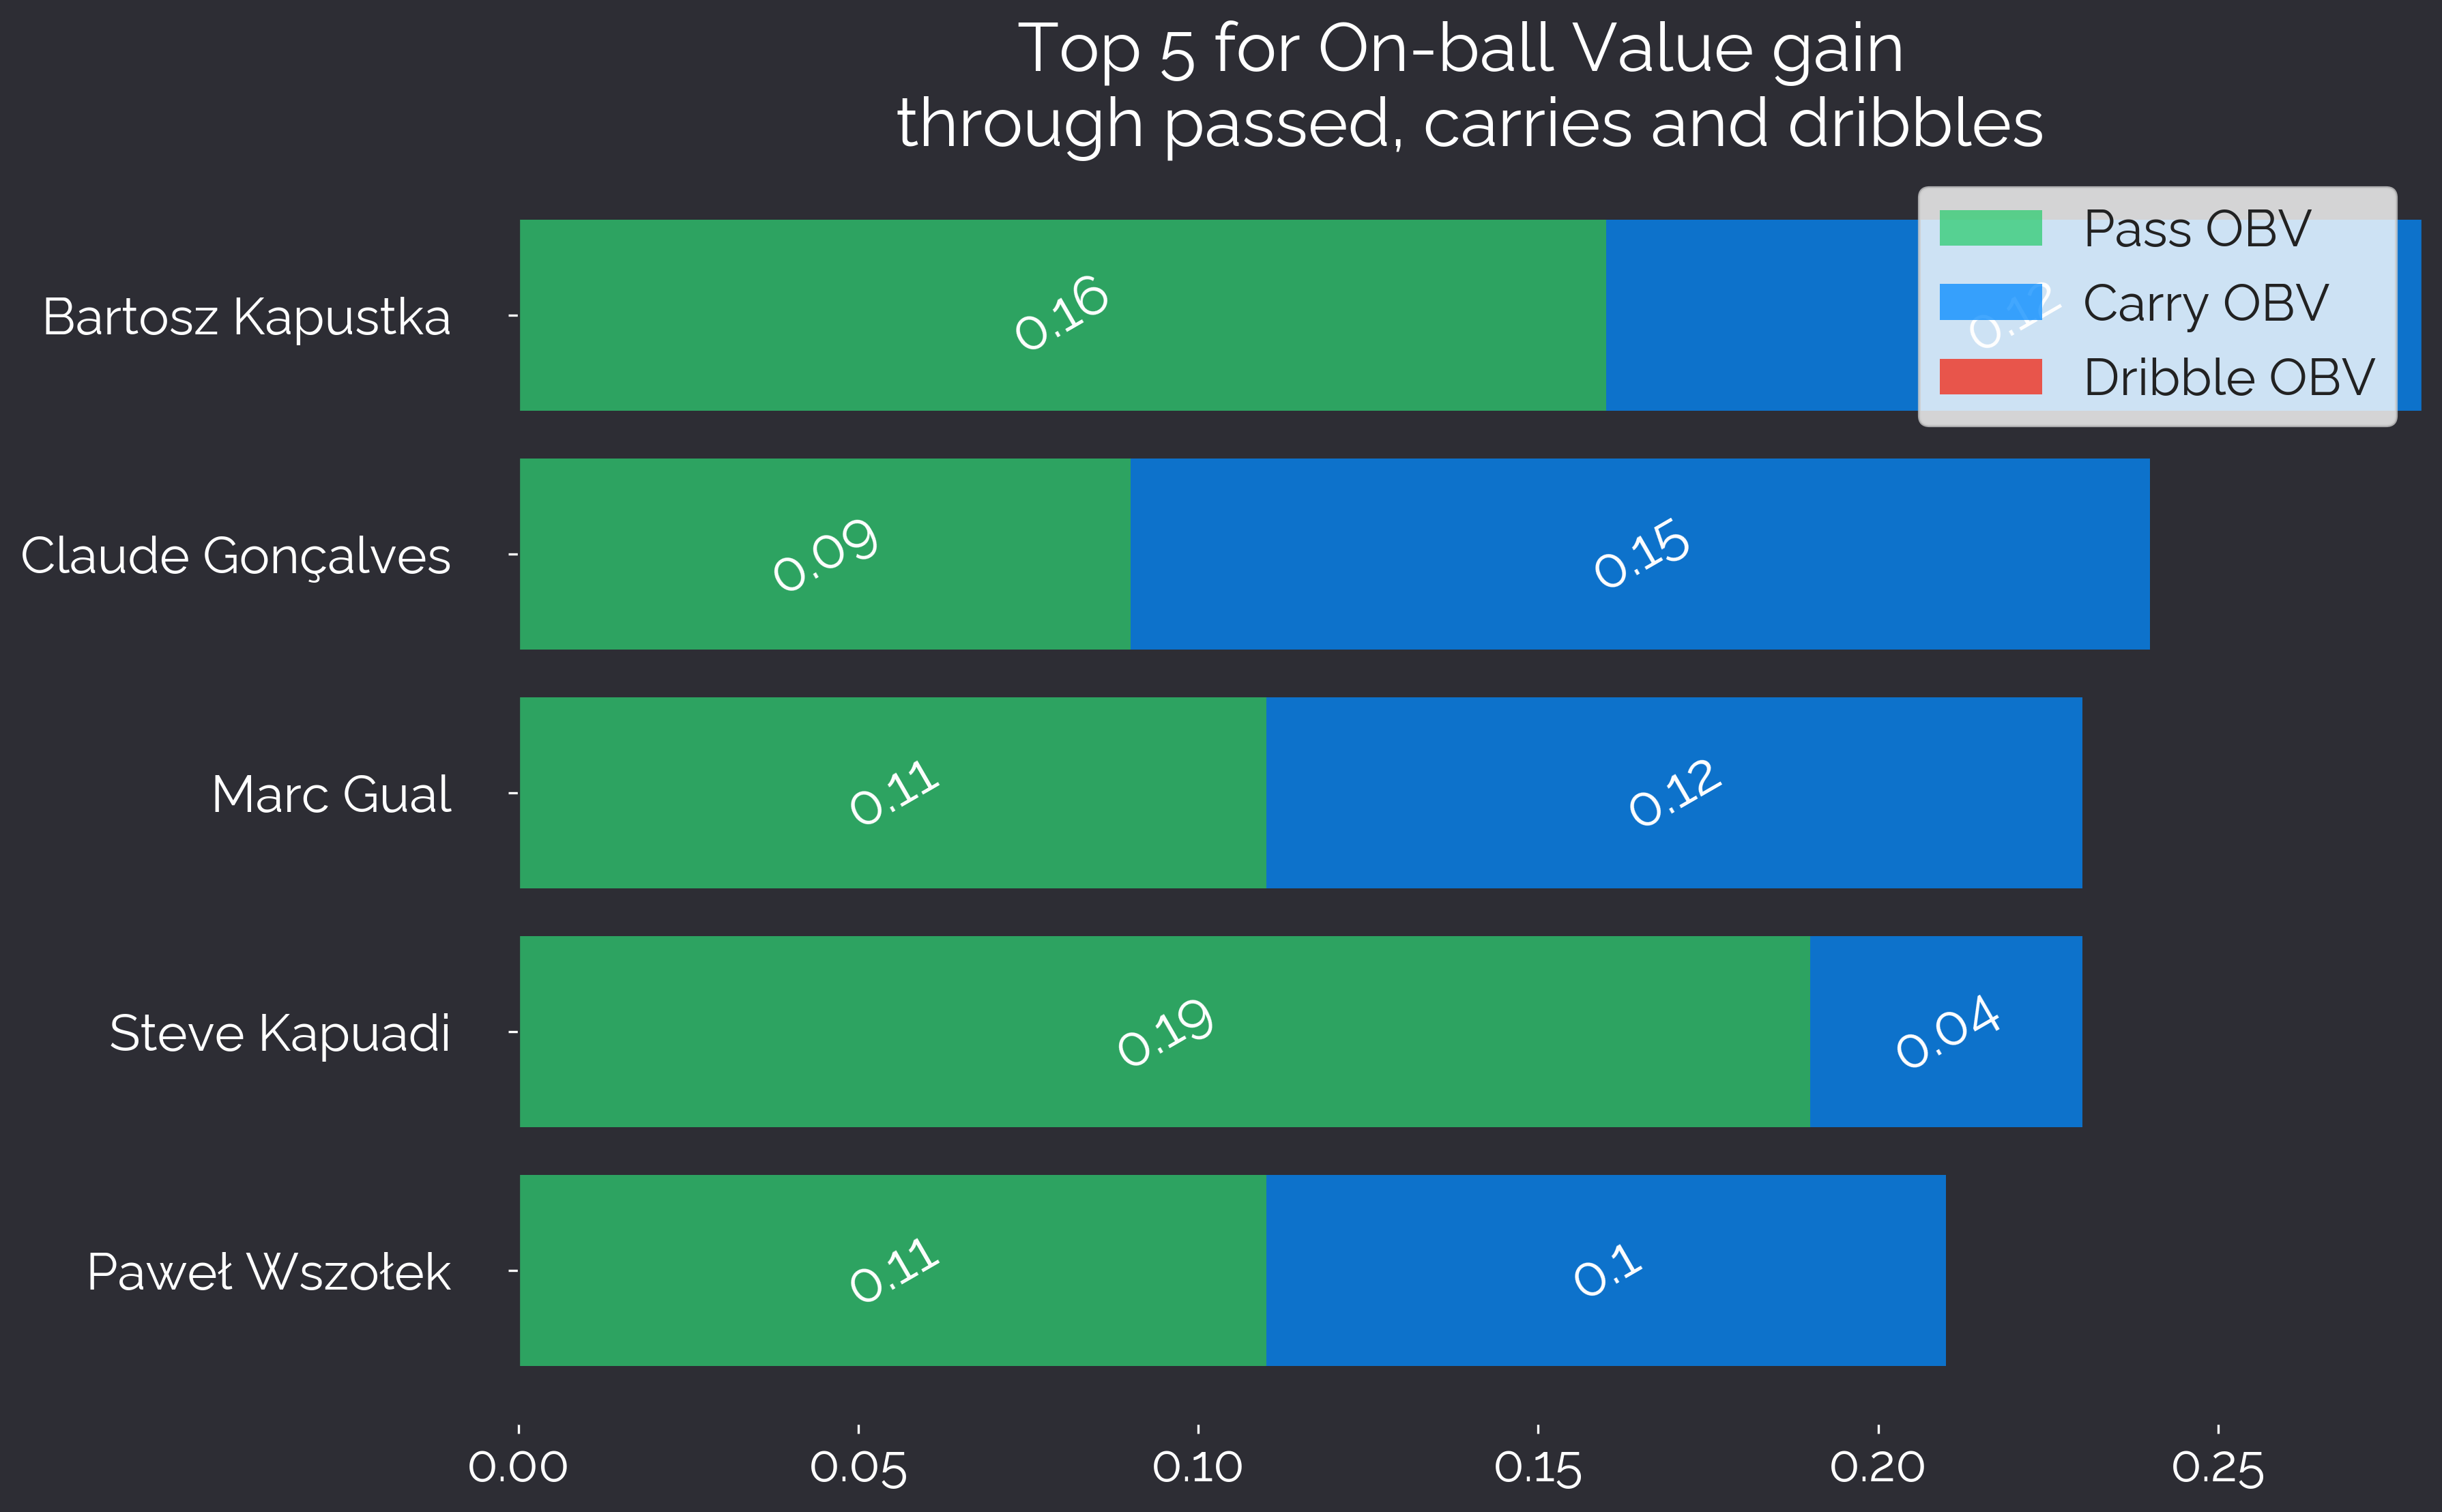 Top 5 for On-ball Value gain
through passed, carries and dribbles
Pass OBV
Carry OBV
Dribble OBV
Bartosz Kapustka
0.16
0.12
Claude Gonçalves
0.09
0.15
Marc Gual
0.11
0.12
Steve Kapuadi
0.19
0.04
Paweł Wszołek
0.11
0.1
0.00 0.05 0.10 0.15 0.20 0.25